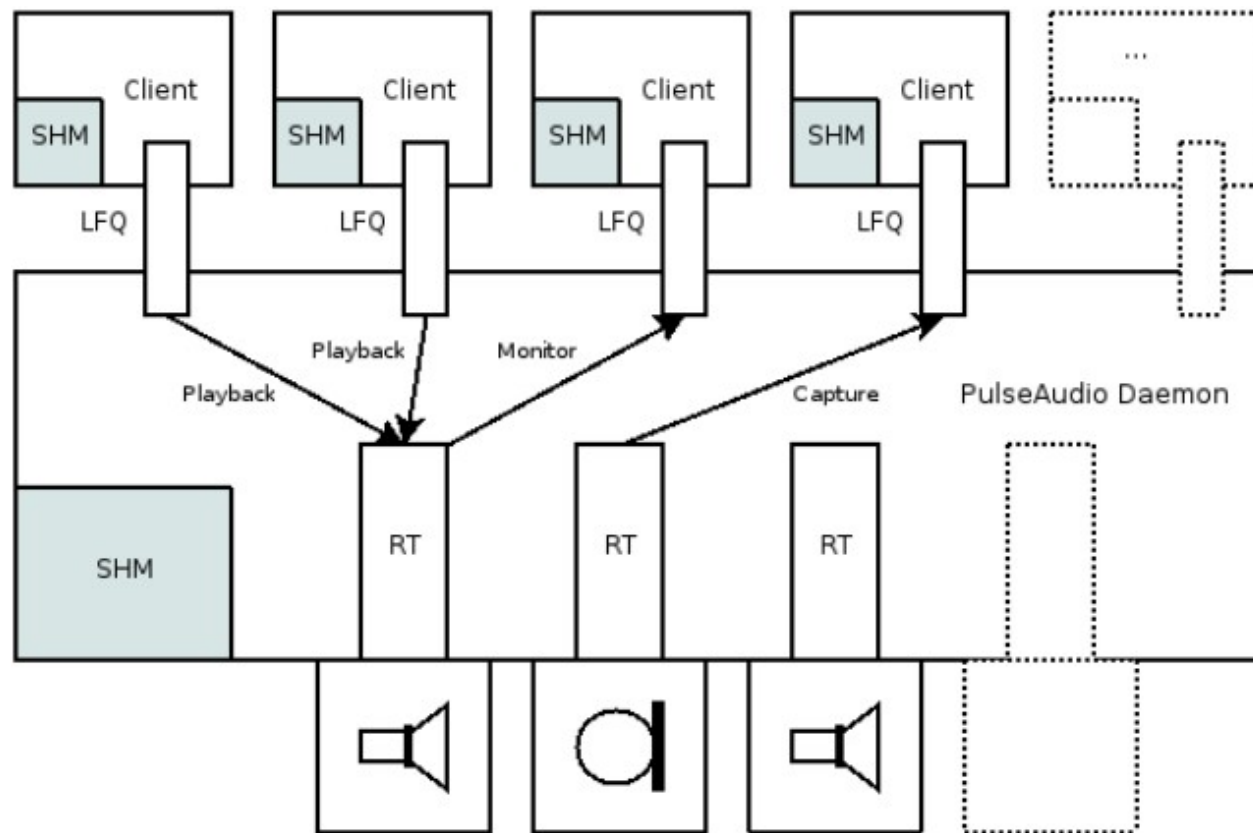 Client
Client
Client
Client
...
SHM
SHM
SHM
SHM
LFQ
LFQ
LFQ
LFQ
Playback
Monitor
Playback
Capture
PulseAudio Daemon
RT
RT
RT
SHM